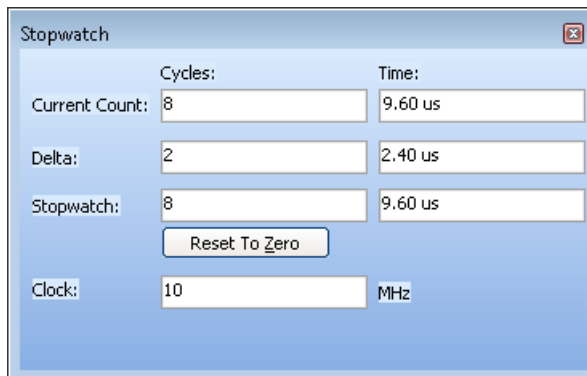 Stopwatch
Cycles: Time:
Current Count: 8 9.60 us
Delta: 2 2.40 us
Stopwatch: 8 9.60 us
Reset To Zero
Clock: 10 MHz